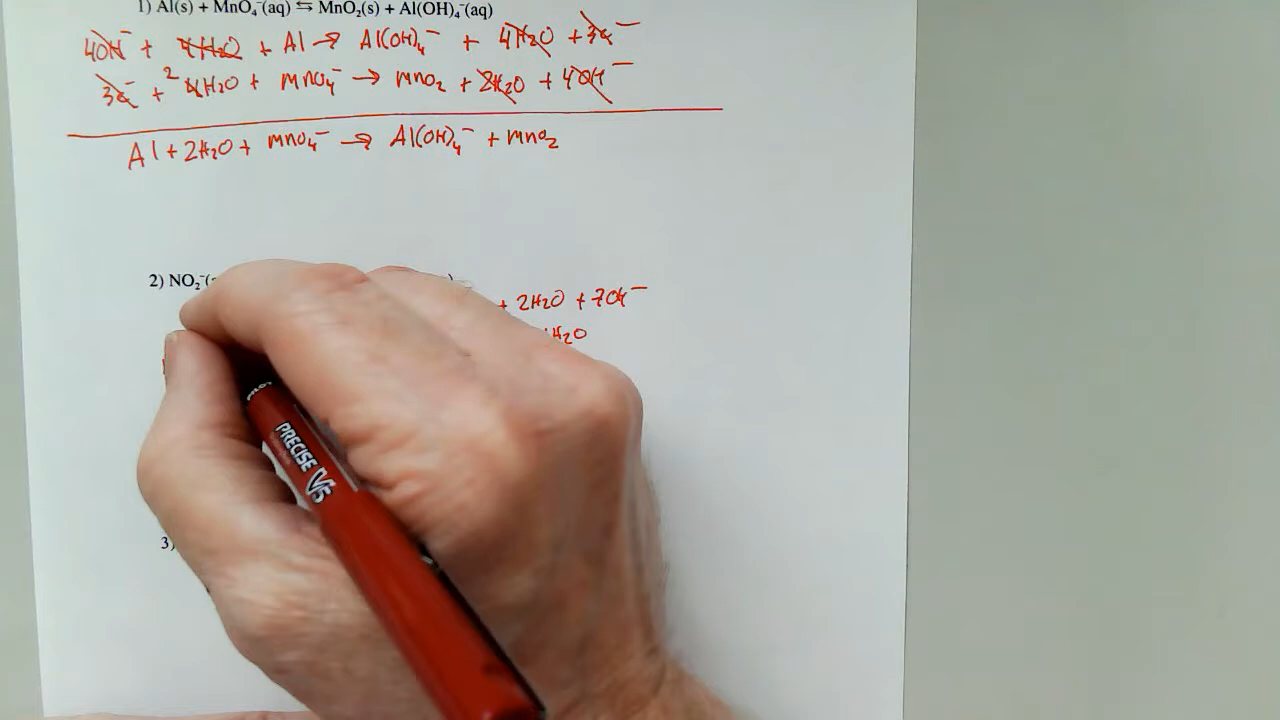 1) Al(s) + MnO₄⁻(aq) ⇆ MnO₂(s) + Al(OH)₄⁻(aq)
4OH⁻ + 4H₂O + Al → Al(OH)₄⁻ + 4H₂O + 3e⁻
3e⁻ + 2 4H₂O + MnO₄⁻ → MnO₂ + 2H₂O + 4OH⁻
Al + 2H₂O + MnO₄⁻ → Al(OH)₄⁻ + MnO₂
2) NO₂⁻(
+ 2H₂O + 7OH⁻
H₂O
PILOT
PRECISE V5
3)